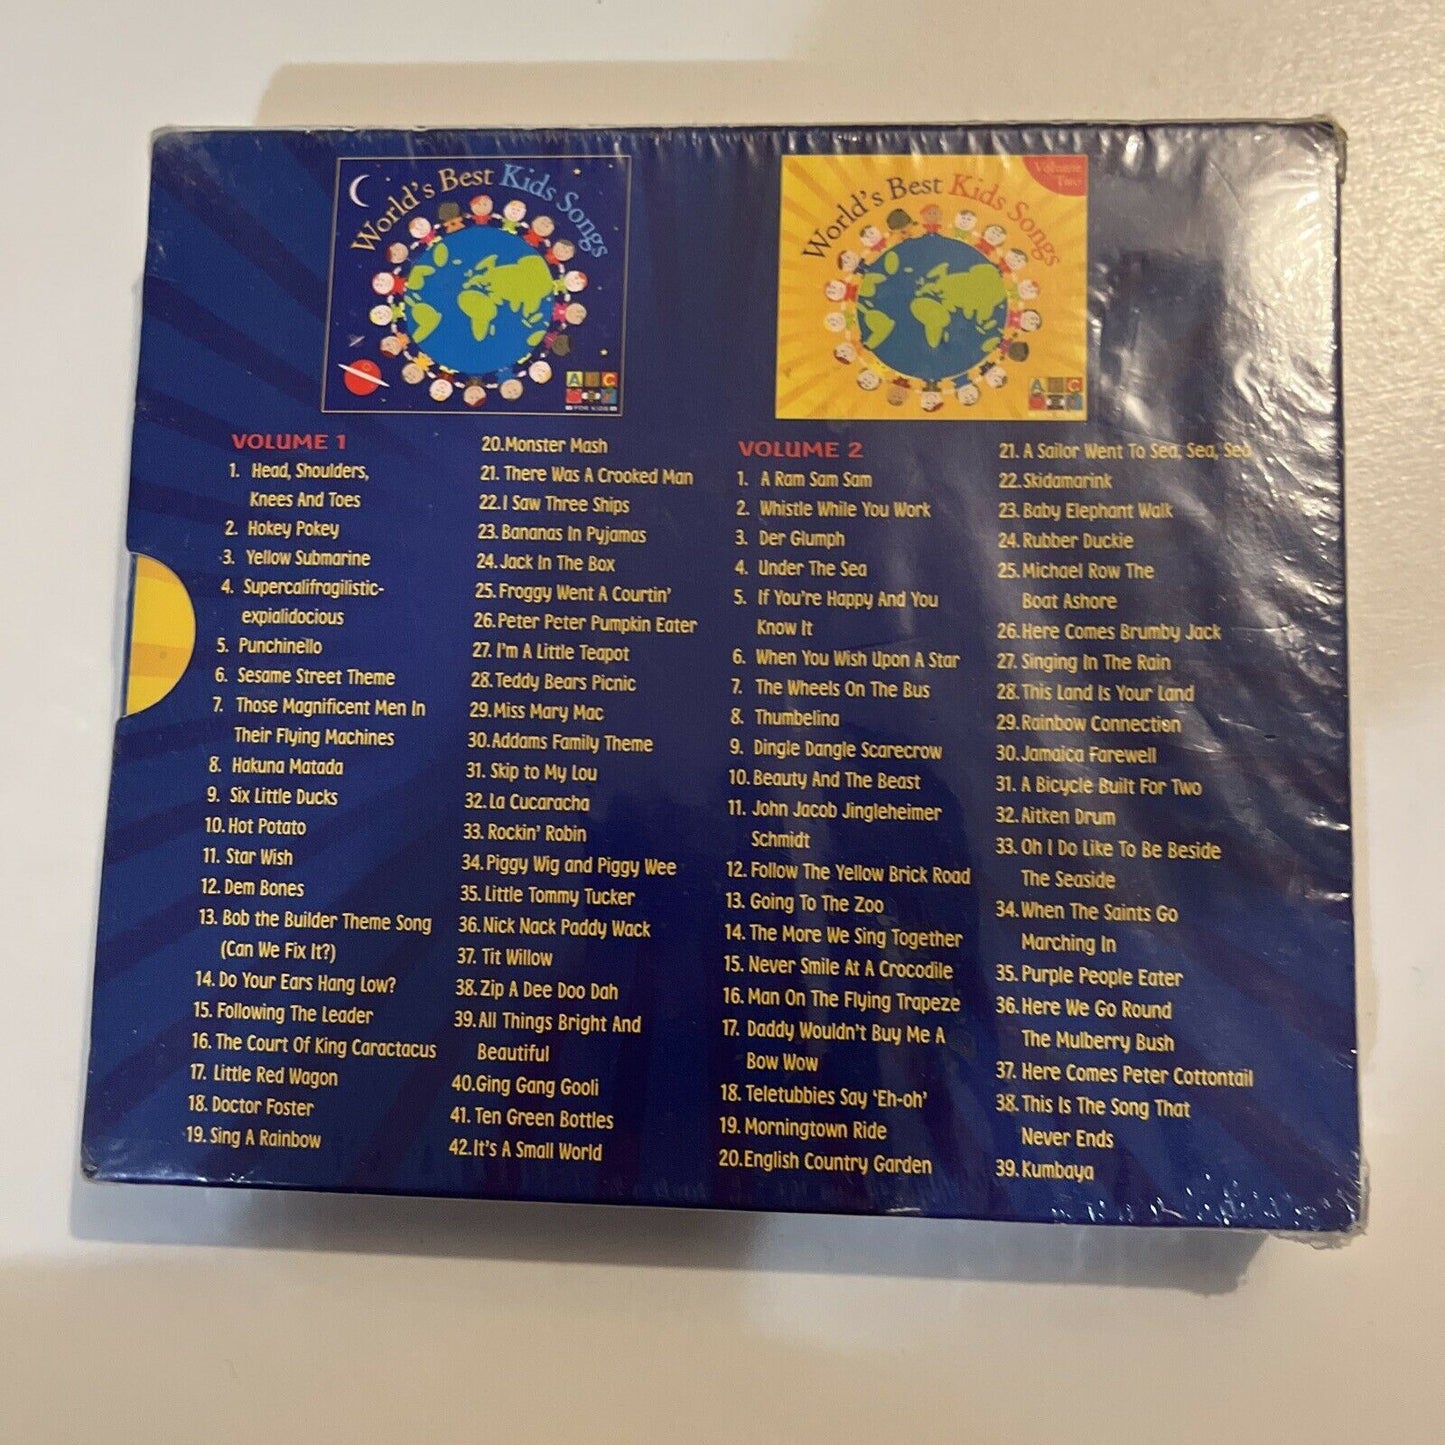 World's Best Kids Songs
ABC
FOR KIDS
World's Best Kids Songs
Volume
Two
ABC
VOLUME 1
1. Head, Shoulders,
Knees And Toes
2. Hokey Pokey
3. Yellow Submarine
4. Supercalifragilistic-
expialidocious
5. Punchinello
6. Sesame Street Theme
7. Those Magnificent Men In
Their Flying Machines
8. Hakuna Matada
9. Six Little Ducks
10. Hot Potato
11. Star Wish
12. Dem Bones
13. Bob the Builder Theme Song
(Can We Fix It?)
14. Do Your Ears Hang Low?
15. Following The Leader
16. The Court Of King Caractacus
17. Little Red Wagon
18. Doctor Foster
19. Sing A Rainbow
20. Monster Mash
21. There Was A Crooked Man
22. I Saw Three Ships
23. Bananas In Pyjamas
24. Jack In The Box
25. Froggy Went A Courtin'
26. Peter Peter Pumpkin Eater
27. I'm A Little Teapot
28. Teddy Bears Picnic
29. Miss Mary Mac
30. Addams Family Theme
31. Skip to My Lou
32. La Cucaracha
33. Rockin' Robin
34. Piggy Wig and Piggy Wee
35. Little Tommy Tucker
36. Nick Nack Paddy Wack
37. Tit Willow
38. Zip A Dee Doo Dah
39. All Things Bright And
Beautiful
40. Ging Gang Gooli
41. Ten Green Bottles
42. It's A Small World
VOLUME 2
1. A Ram Sam Sam
2. Whistle While You Work
3. Der Glumph
4. Under The Sea
5. If You're Happy And You
Know It
6. When You Wish Upon A Star
7. The Wheels On The Bus
8. Thumbelina
9. Dingle Dangle Scarecrow
10. Beauty And The Beast
11. John Jacob Jingleheimer
Schmidt
12. Follow The Yellow Brick Road
13. Going To The Zoo
14. The More We Sing Together
15. Never Smile At A Crocodile
16. Man On The Flying Trapeze
17. Daddy Wouldn't Buy Me A
Bow Wow
18. Teletubbies Say 'Eh-oh'
19. Morningtown Ride
20. English Country Garden
21. A Sailor Went To Sea, Sea, Sea
22. Skidamarink
23. Baby Elephant Walk
24. Rubber Duckie
25. Michael Row The
Boat Ashore
26. Here Comes Brumby Jack
27. Singing In The Rain
28. This Land Is Your Land
29. Rainbow Connection
30. Jamaica Farewell
31. A Bicycle Built For Two
32. Aitken Drum
33. Oh I Do Like To Be Beside
The Seaside
34. When The Saints Go
Marching In
35. Purple People Eater
36. Here We Go Round
The Mulberry Bush
37. Here Comes Peter Cottontail
38. This Is The Song That
Never Ends
39. Kumbaya